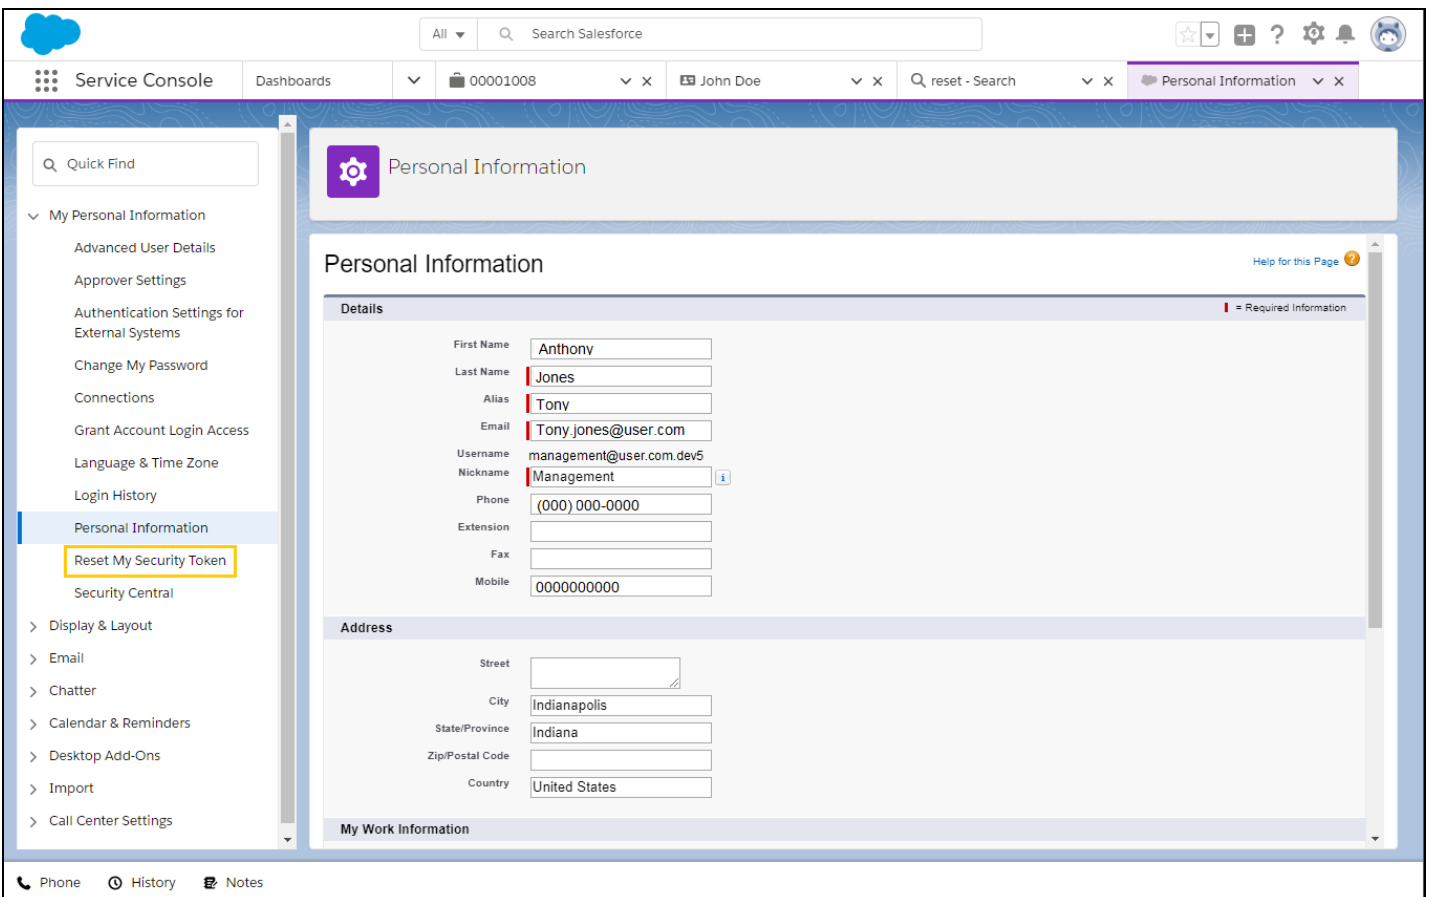 All
Search Salesforce
Service Console
Dashboards
00001008
John Doe
reset - Search
Personal Information
Quick Find
My Personal Information
Advanced User Details
Approver Settings
Authentication Settings for
External Systems
Change My Password
Connections
Grant Account Login Access
Language & Time Zone
Login History
Personal Information
Reset My Security Token
Security Central
Display & Layout
Email
Chatter
Calendar & Reminders
Desktop Add-Ons
Import
Call Center Settings
Personal Information
Personal Information
Help for this Page ?
Details
= Required Information
First Name Anthony
Last Name Jones
Alias Tony
Email Tony.jones@user.com
Username management@user.com.dev5
Nickname Management i
Phone (000) 000-0000
Extension
Fax
Mobile 0000000000
Address
Street
City Indianapolis
State/Province Indiana
Zip/Postal Code
Country United States
My Work Information
Phone
History
Notes